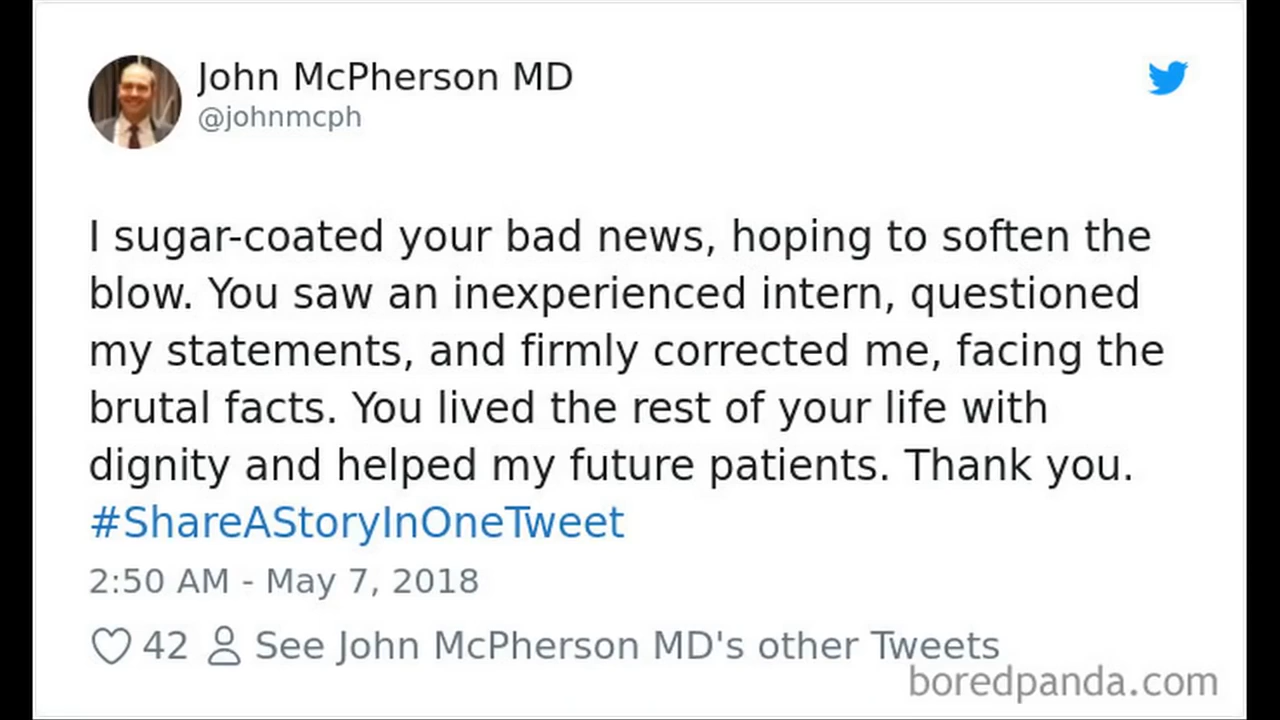 John McPherson MD
@johnmcph
I sugar-coated your bad news, hoping to soften the
blow. You saw an inexperienced intern, questioned
my statements, and firmly corrected me, facing the
brutal facts. You lived the rest of your life with
dignity and helped my future patients. Thank you.
#ShareAStoryInOneTweet
2:50 AM - May 7, 2018
42 See John McPherson MD's other Tweets
boredpanda.com